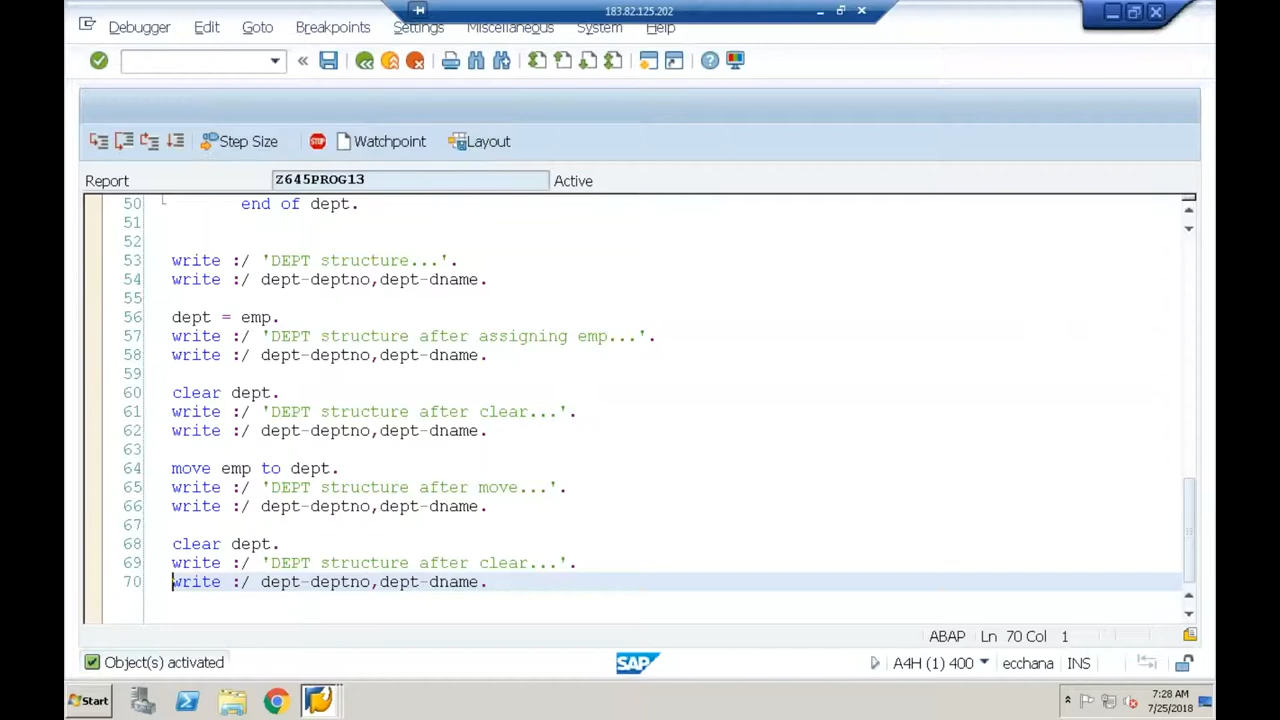 183.82.125.202
Debugger Edit Goto Breakpoints Settings Miscellaneous System Help
Step Size Watchpoint Layout
Report Z645PROG13 Active
50 end of dept.
51
52
53 write :/ 'DEPT structure...'.
54 write :/ dept-deptno,dept-dname.
55
56 dept = emp.
57 write :/ 'DEPT structure after assigning emp...'.
58 write :/ dept-deptno,dept-dname.
59
60 clear dept.
61 write :/ 'DEPT structure after clear...'.
62 write :/ dept-deptno,dept-dname.
63
64 move emp to dept.
65 write :/ 'DEPT structure after move...'.
66 write :/ dept-deptno,dept-dname.
67
68 clear dept.
69 write :/ 'DEPT structure after clear...'.
70 write :/ dept-deptno,dept-dname.
ABAP Ln 70 Col 1
Object(s) activated SAP A4H (1) 400 ecchana INS
Start 7:28 AM
7/25/2018